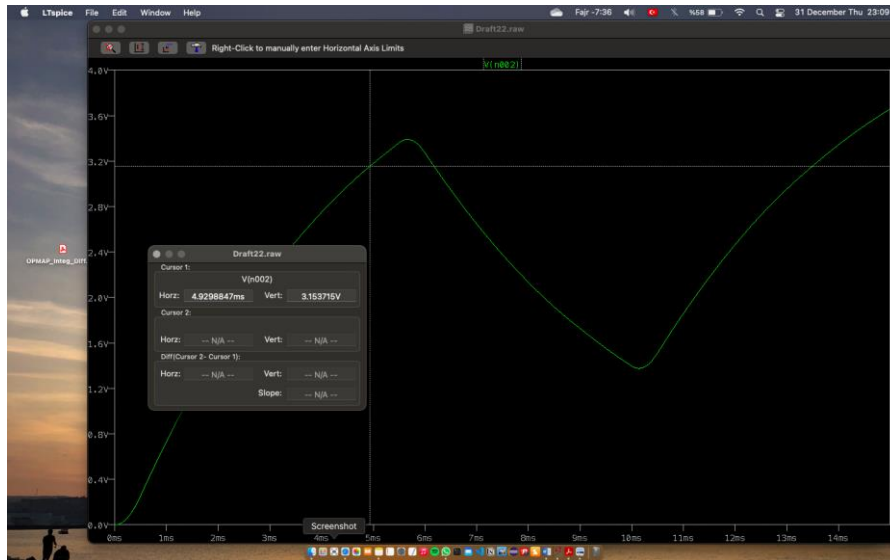 LTspice File Edit Window Help Fajr -7:36 %58 31 December Thu 23:09
Draft22.raw
Right-Click to manually enter Horizontal Axis Limits
V(n002)
4.0V
3.6V
3.2V
2.8V
2.4V
2.0V
1.6V
1.2V
0.8V
0.4V
0.0V
OPMAP_Integ_Diff
Draft22.raw
Cursor 1:
V(n002)
Horz: 4.9298847ms Vert: 3.153715V
Cursor 2:
Horz: -- N/A -- Vert: -- N/A --
Diff(Cursor 2- Cursor 1):
Horz: -- N/A -- Vert: -- N/A --
Slope: -- N/A --
Screenshot
0ms 1ms 2ms 3ms 4ms 5ms 6ms 7ms 8ms 9ms 10ms 11ms 12ms 13ms 14ms